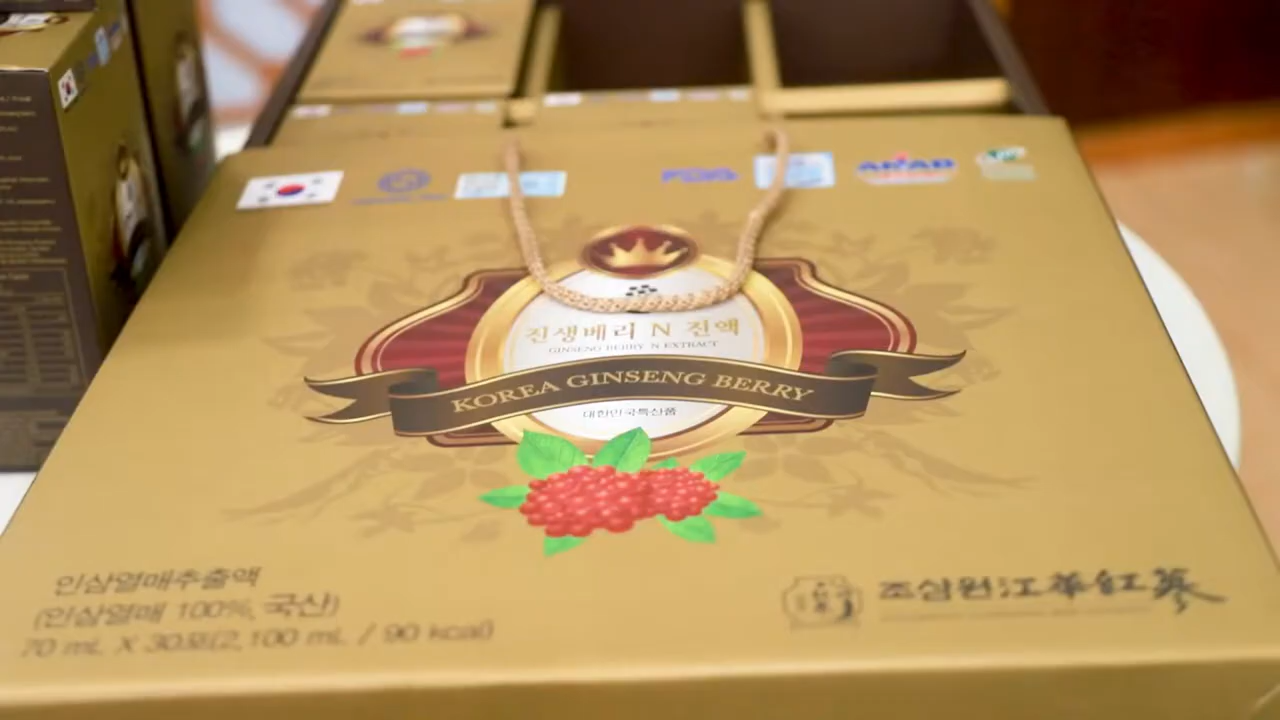 ANAB
진생베리 N 진액
GINSENG BERRY N EXTRACT
KOREA GINSENG BERRY
대한민국특산품
인삼열매추출액
(인삼열매 100%, 국산)
70 mL X 30포(2,100 mL / 90 kcal)
조삼원江華紅蔘